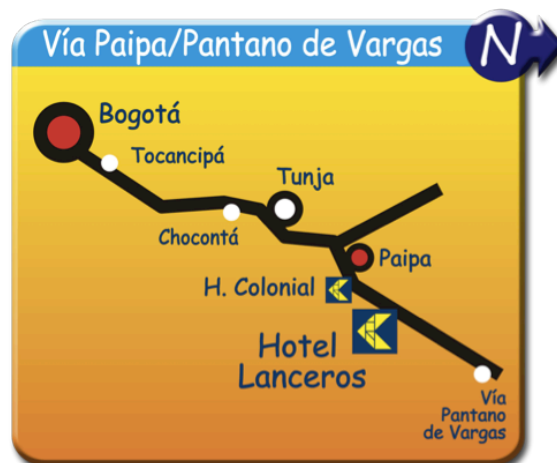 Vía Paipa/Pantano de Vargas
N
Bogotá
Tocancipá
Tunja
Chocontá
Paipa
H. Colonial
Hotel
Lanceros
Vía
Pantano
de Vargas